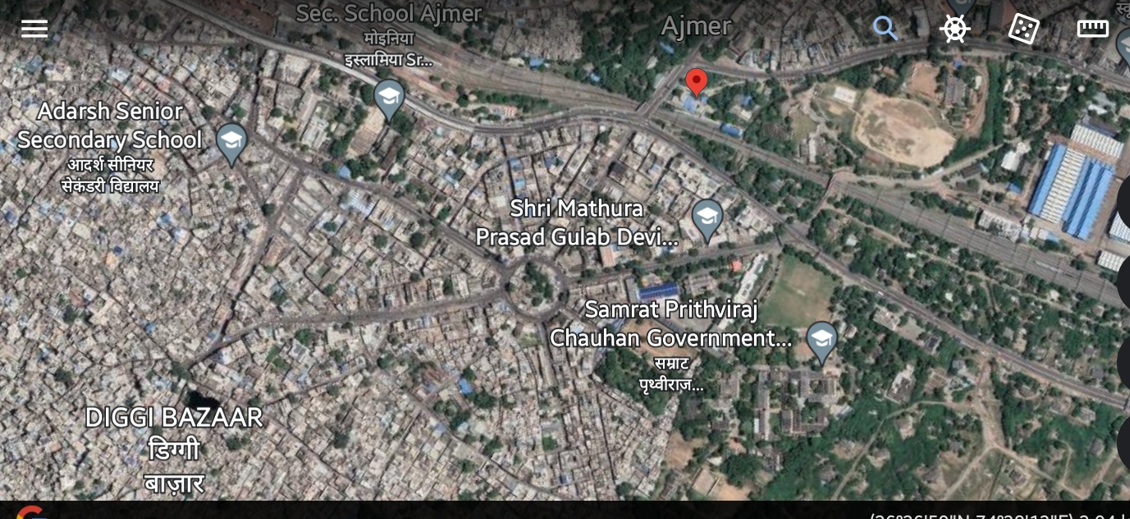 Sec. School Ajmer
मोइनिया
इस्लामिया Sr...
Ajmer
Adarsh Senior
Secondary School
आदर्श सीनियर
सेकंडरी विद्यालय
Shri Mathura
Prasad Gulab Devi...
Samrat Prithviraj
Chauhan Government...
सम्राट
पृथ्वीराज...
DIGGI BAZAAR
डिग्गी
बाज़ार